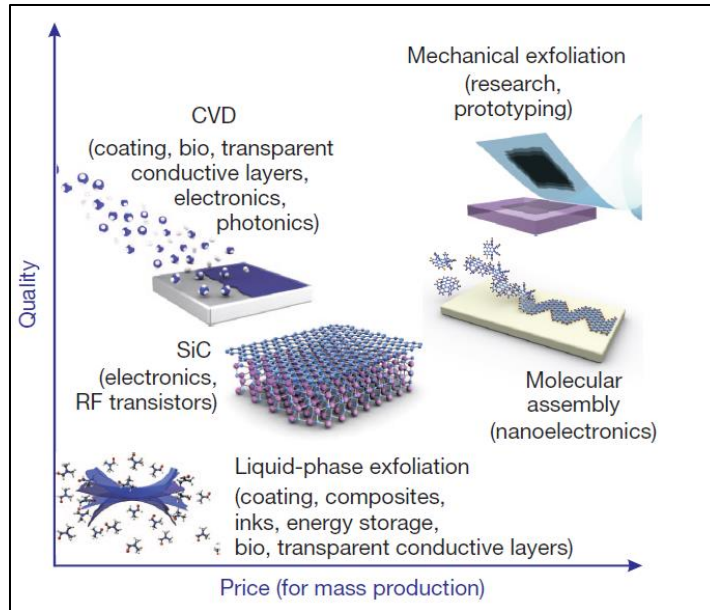 Mechanical exfoliation
(research,
prototyping)
CVD
(coating, bio, transparent
conductive layers,
electronics,
photonics)
Quality
SiC
(electronics,
RF transistors)
Molecular
assembly
(nanoelectronics)
Liquid-phase exfoliation
(coating, composites,
inks, energy storage,
bio, transparent conductive layers)
Price (for mass production)